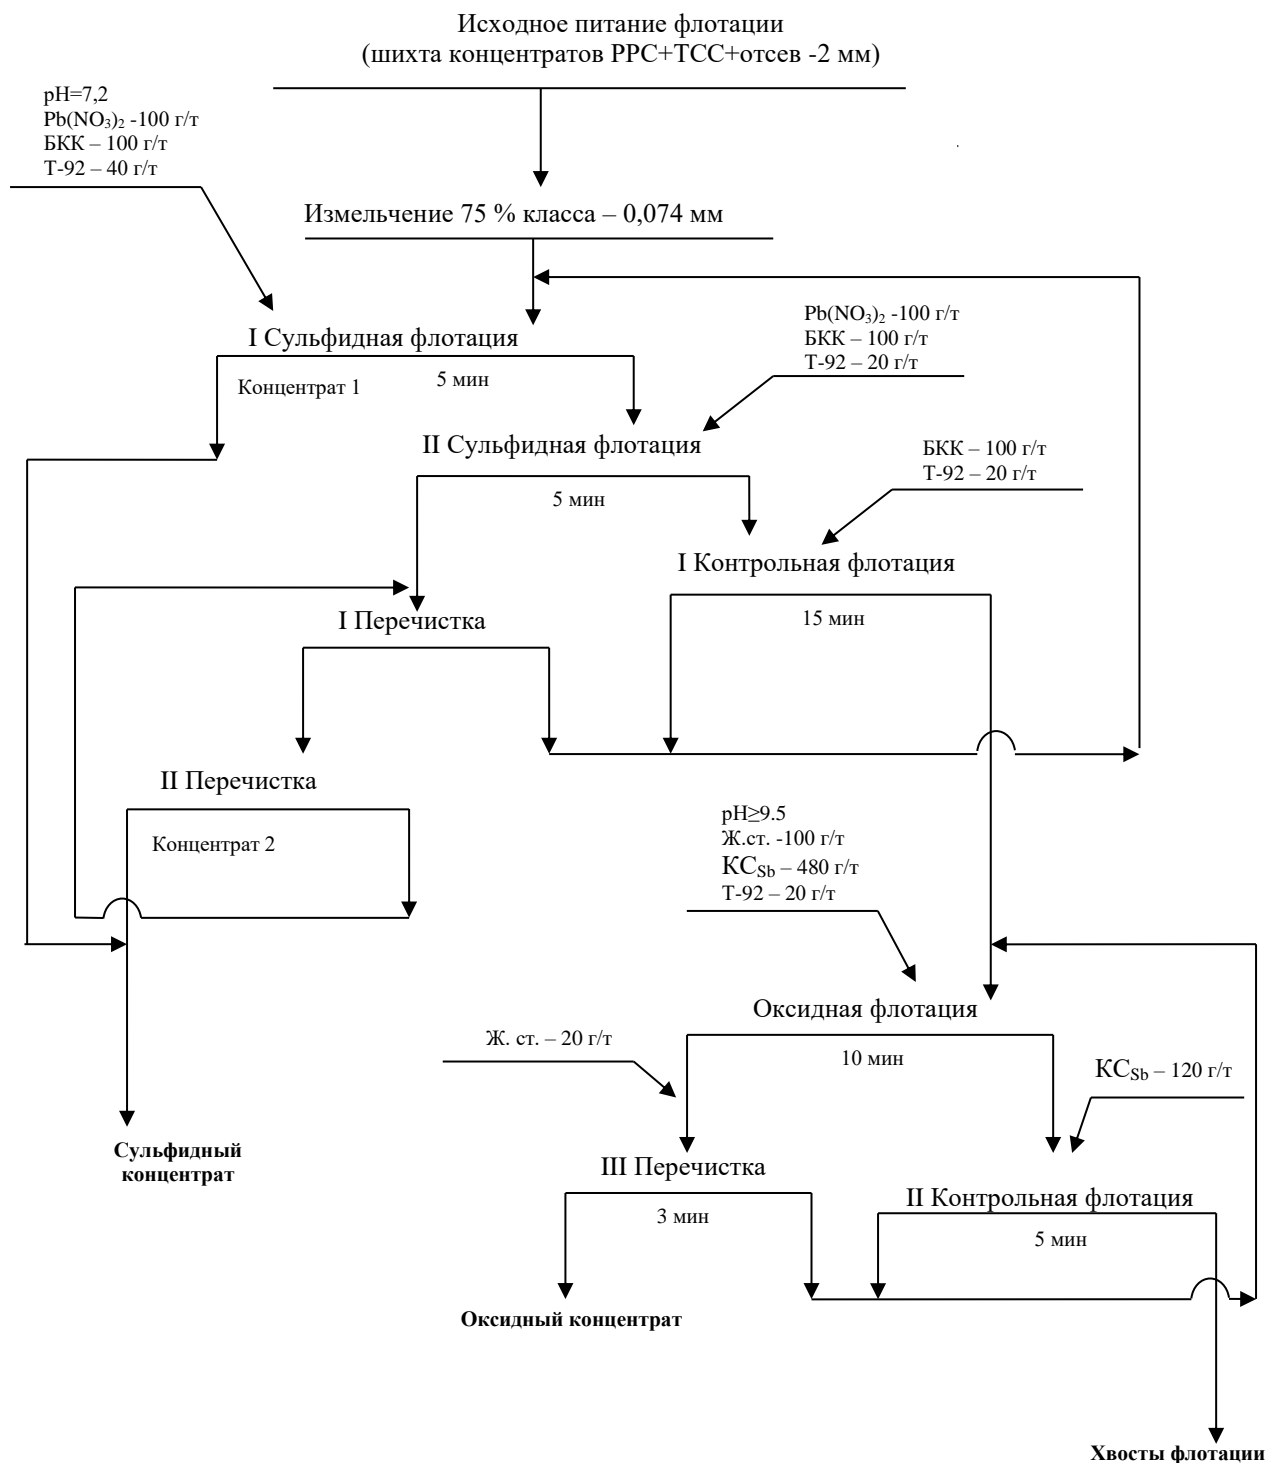 Исходное питание флотации
(шихта концентратов РРС+ТСС+отсев -2 мм)
pH=7,2
Pb(NO₃)₂ -100 г/т
БКК – 100 г/т
Т-92 – 40 г/т
Измельчение 75 % класса – 0,074 мм
Pb(NO₃)₂ -100 г/т
БКК – 100 г/т
Т-92 – 20 г/т
I Сульфидная флотация
Концентрат 1
5 мин
II Сульфидная флотация
БКК – 100 г/т
Т-92 – 20 г/т
5 мин
I Контрольная флотация
15 мин
I Перечистка
II Перечистка
Концентрат 2
pH≥9.5
Ж.ст. -100 г/т
КС_Sb – 480 г/т
Т-92 – 20 г/т
Оксидная флотация
Ж. ст. – 20 г/т
10 мин
КС_Sb – 120 г/т
Сульфидный
концентрат
III Перечистка
3 мин
II Контрольная флотация
5 мин
Оксидный концентрат
Хвосты флотации